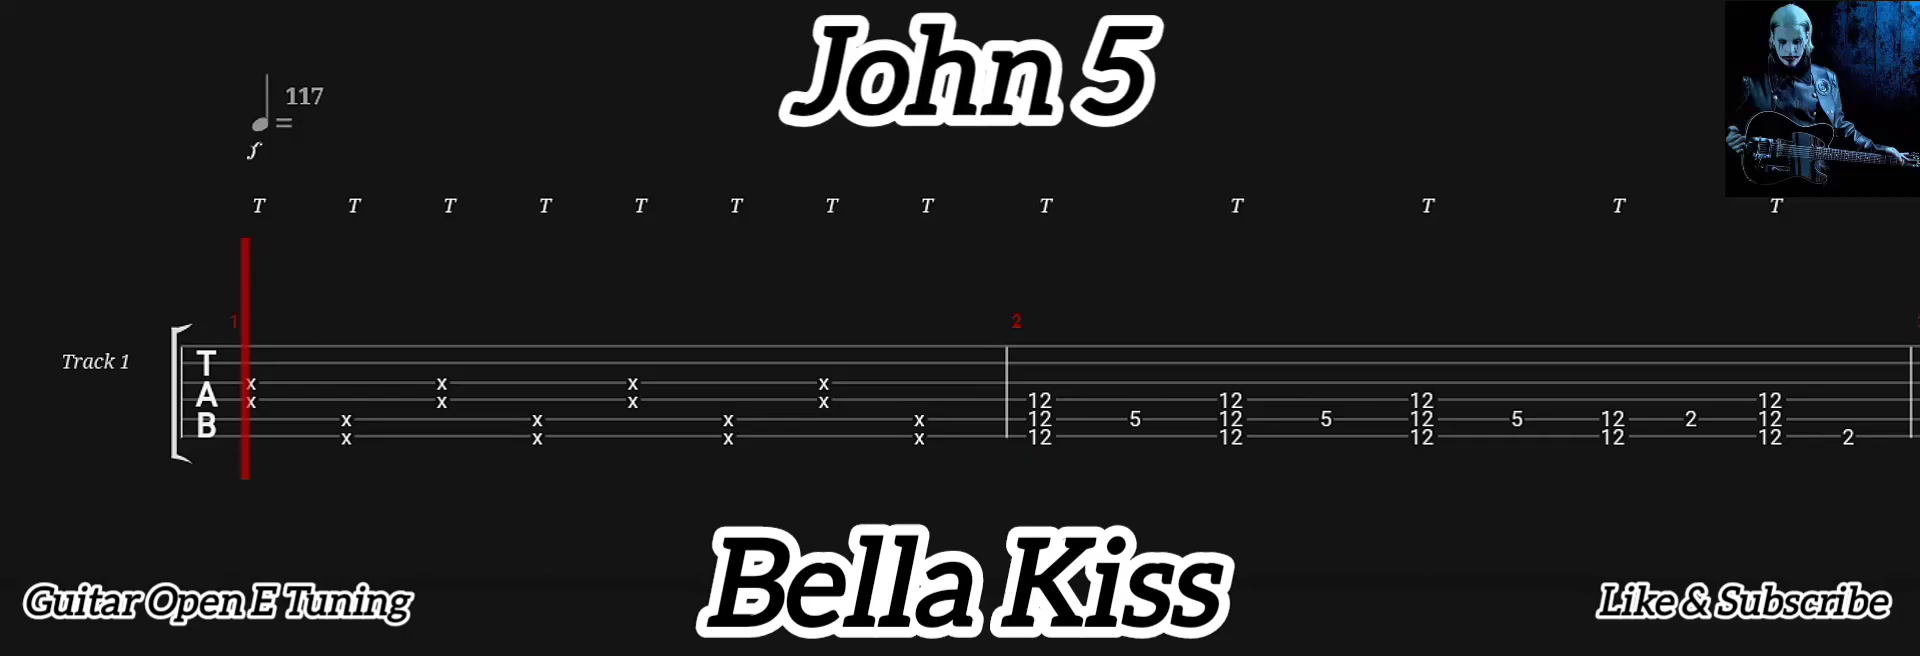 John 5
117
=
f
T T T T T T T T T T T T T
1 2
Track 1
TAB
x x x x
x x x x 12 12 12 12
x x x x 12 5 12 5 12 5 12 2 12
x x x x 12 12 12 12 12 2
Bella Kiss
Guitar Open E Tuning
Like & Subscribe